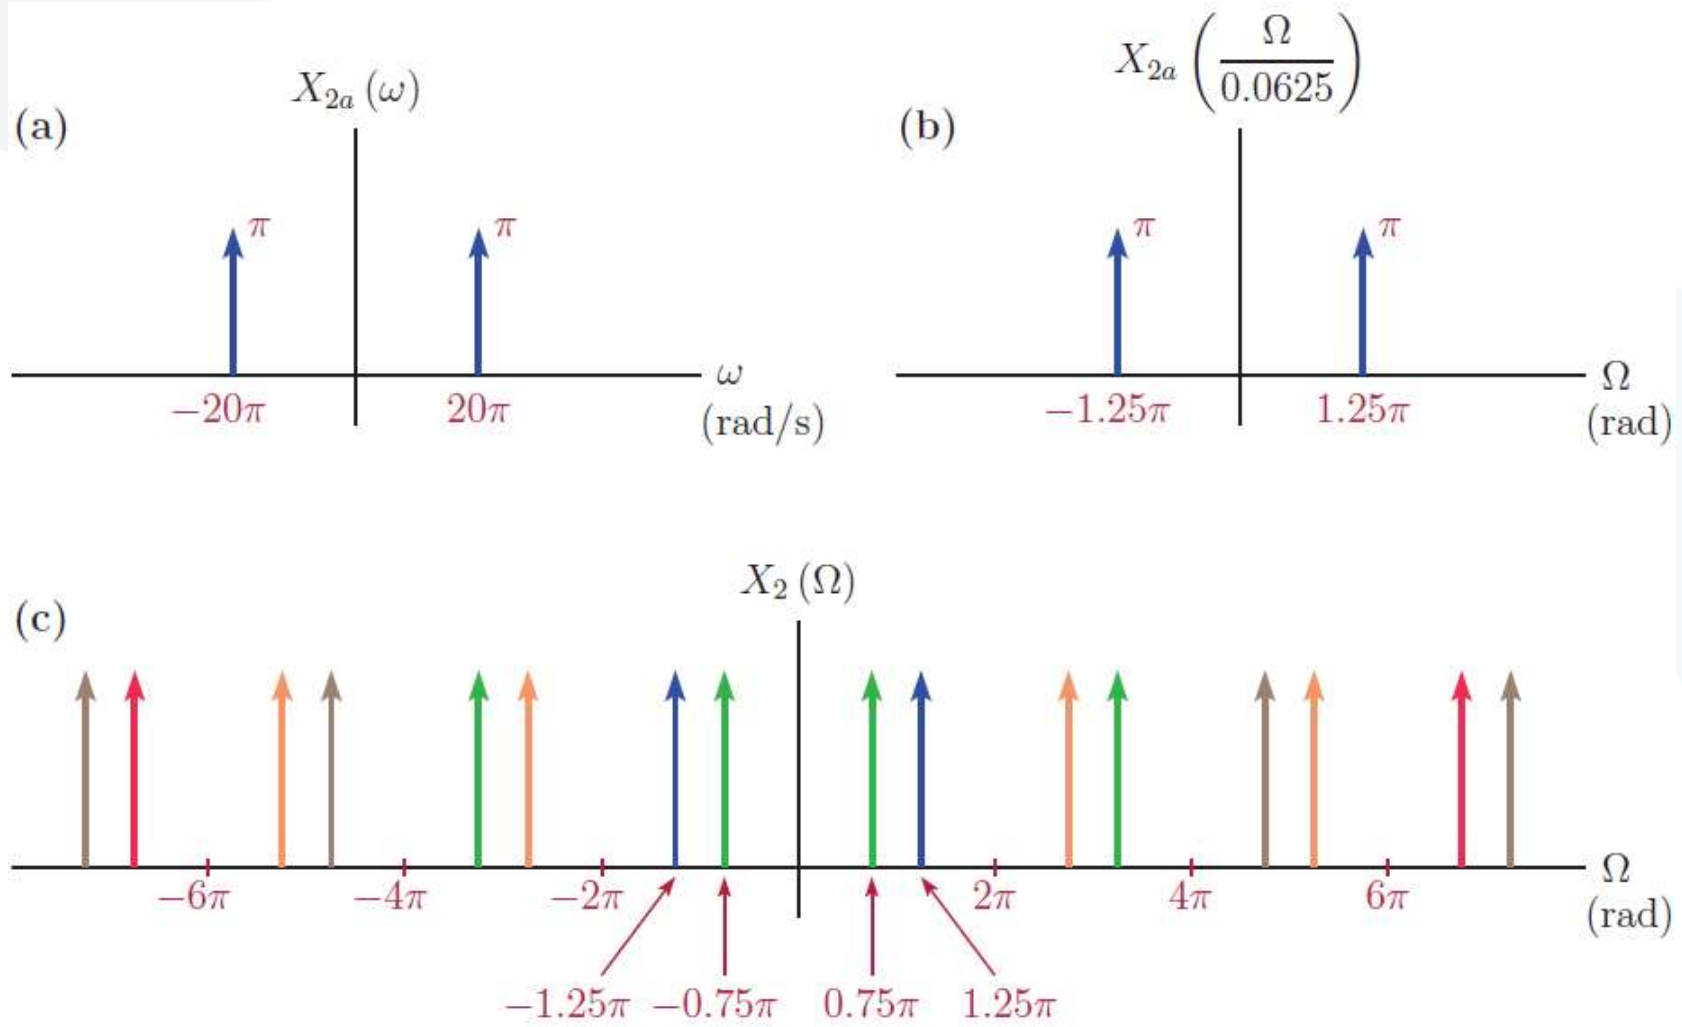 (a)
X₂ₐ (ω)
π π
−20π 20π
ω
(rad/s)
(b)
X₂ₐ (Ω / 0.0625)
π π
−1.25π 1.25π
Ω
(rad)
(c)
X₂ (Ω)
−6π −4π −2π 2π 4π 6π
Ω
(rad)
−1.25π −0.75π 0.75π 1.25π